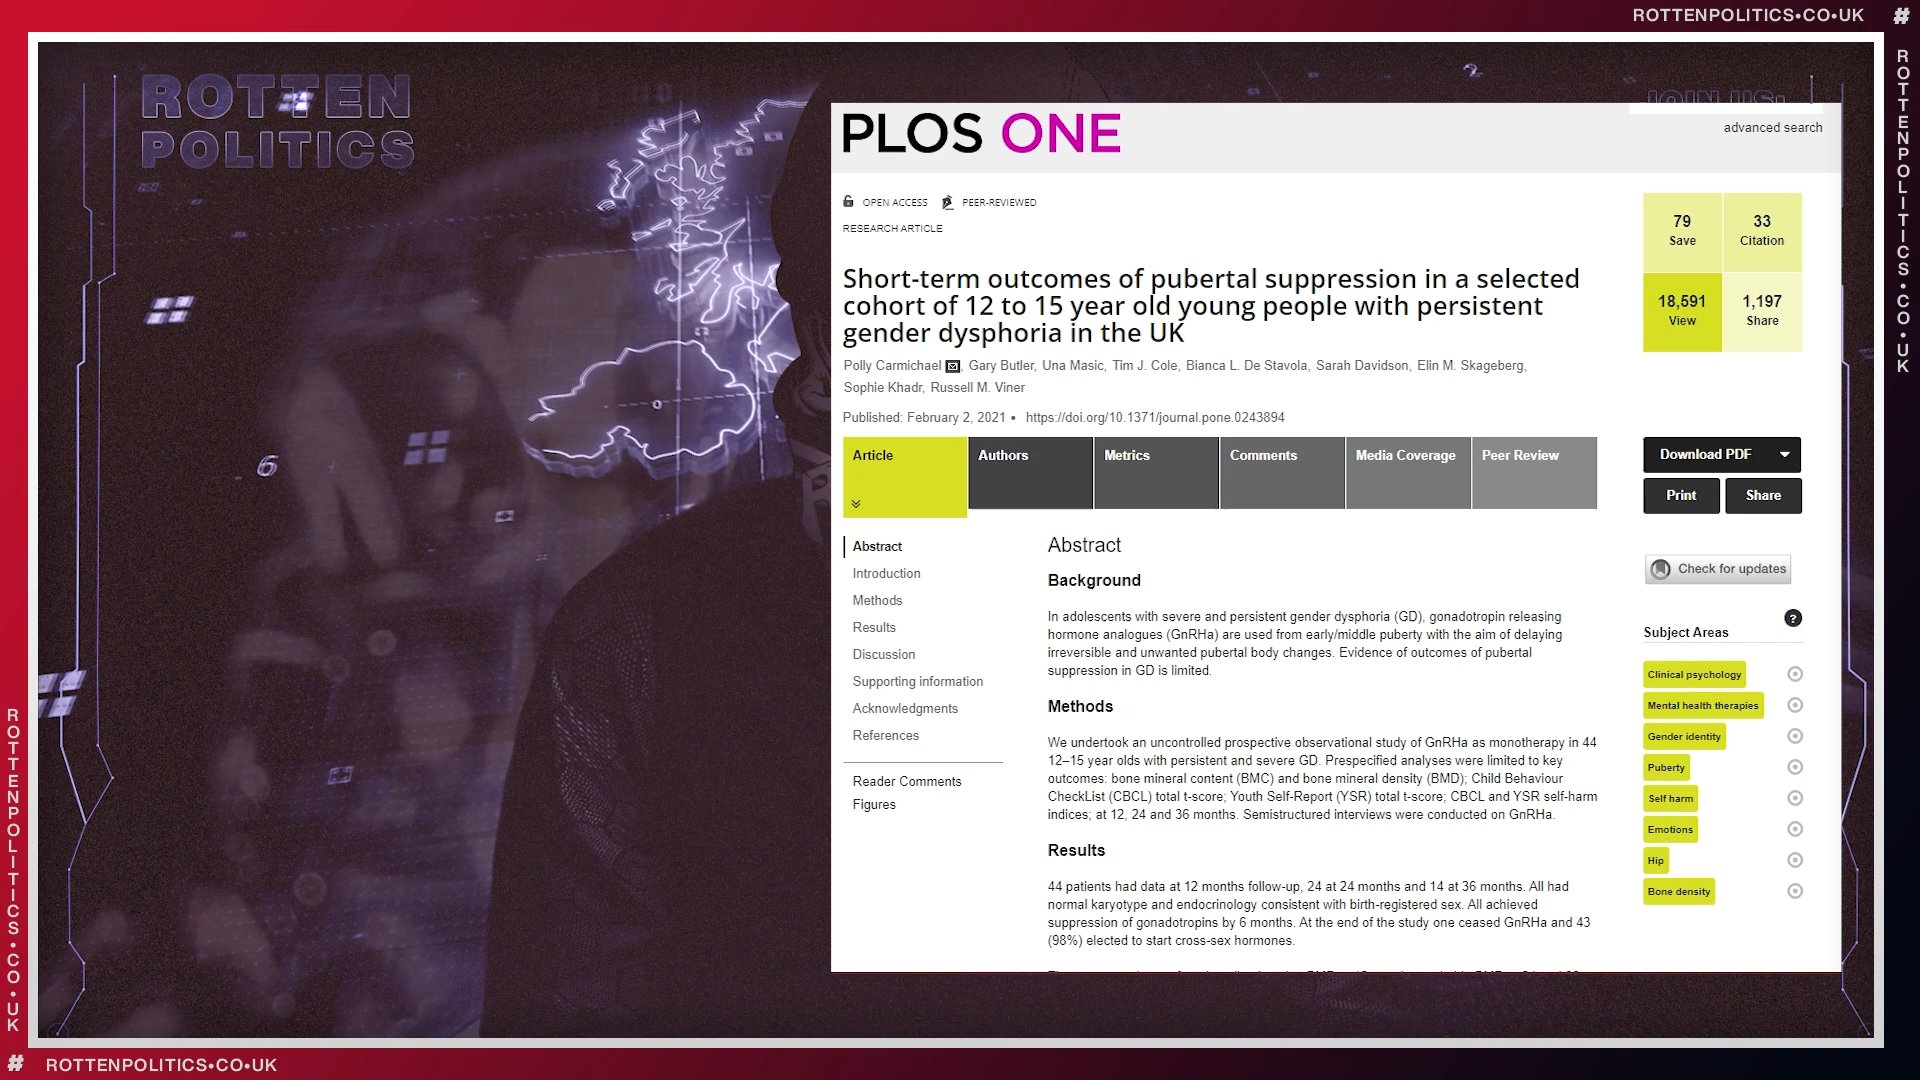 ROTTENPOLITICS•CO•UK #
ROTTENPOLITICS•CO•UK
ROTTEN
POLITICS
JOIN US:
2
6
PLOS ONE
advanced search
OPEN ACCESS PEER-REVIEWED
RESEARCH ARTICLE
79
Save
33
Citation
18,591
View
1,197
Share
Short-term outcomes of pubertal suppression in a selected
cohort of 12 to 15 year old young people with persistent
gender dysphoria in the UK
Polly Carmichael , Gary Butler, Una Masic, Tim J. Cole, Bianca L. De Stavola, Sarah Davidson, Elin M. Skageberg,
Sophie Khadr, Russell M. Viner
Published: February 2, 2021 • https://doi.org/10.1371/journal.pone.0243894
Article Authors Metrics Comments Media Coverage Peer Review
Download PDF
Print Share
Check for updates
Abstract
Introduction
Methods
Results
Discussion
Supporting information
Acknowledgments
References
Reader Comments
Figures
Abstract
Background
In adolescents with severe and persistent gender dysphoria (GD), gonadotropin releasing
hormone analogues (GnRHa) are used from early/middle puberty with the aim of delaying
irreversible and unwanted pubertal body changes. Evidence of outcomes of pubertal
suppression in GD is limited.
Methods
We undertook an uncontrolled prospective observational study of GnRHa as monotherapy in 44
12–15 year olds with persistent and severe GD. Prespecified analyses were limited to key
outcomes: bone mineral content (BMC) and bone mineral density (BMD); Child Behaviour
CheckList (CBCL) total t-score; Youth Self-Report (YSR) total t-score; CBCL and YSR self-harm
indices; at 12, 24 and 36 months. Semistructured interviews were conducted on GnRHa.
Results
44 patients had data at 12 months follow-up, 24 at 24 months and 14 at 36 months. All had
normal karyotype and endocrinology consistent with birth-registered sex. All achieved
suppression of gonadotropins by 6 months. At the end of the study one ceased GnRHa and 43
(98%) elected to start cross-sex hormones.
?
Subject Areas
Clinical psychology
Mental health therapies
Gender identity
Puberty
Self harm
Emotions
Hip
Bone density
ROTTENPOLITICS•CO•UK
# ROTTENPOLITICS•CO•UK